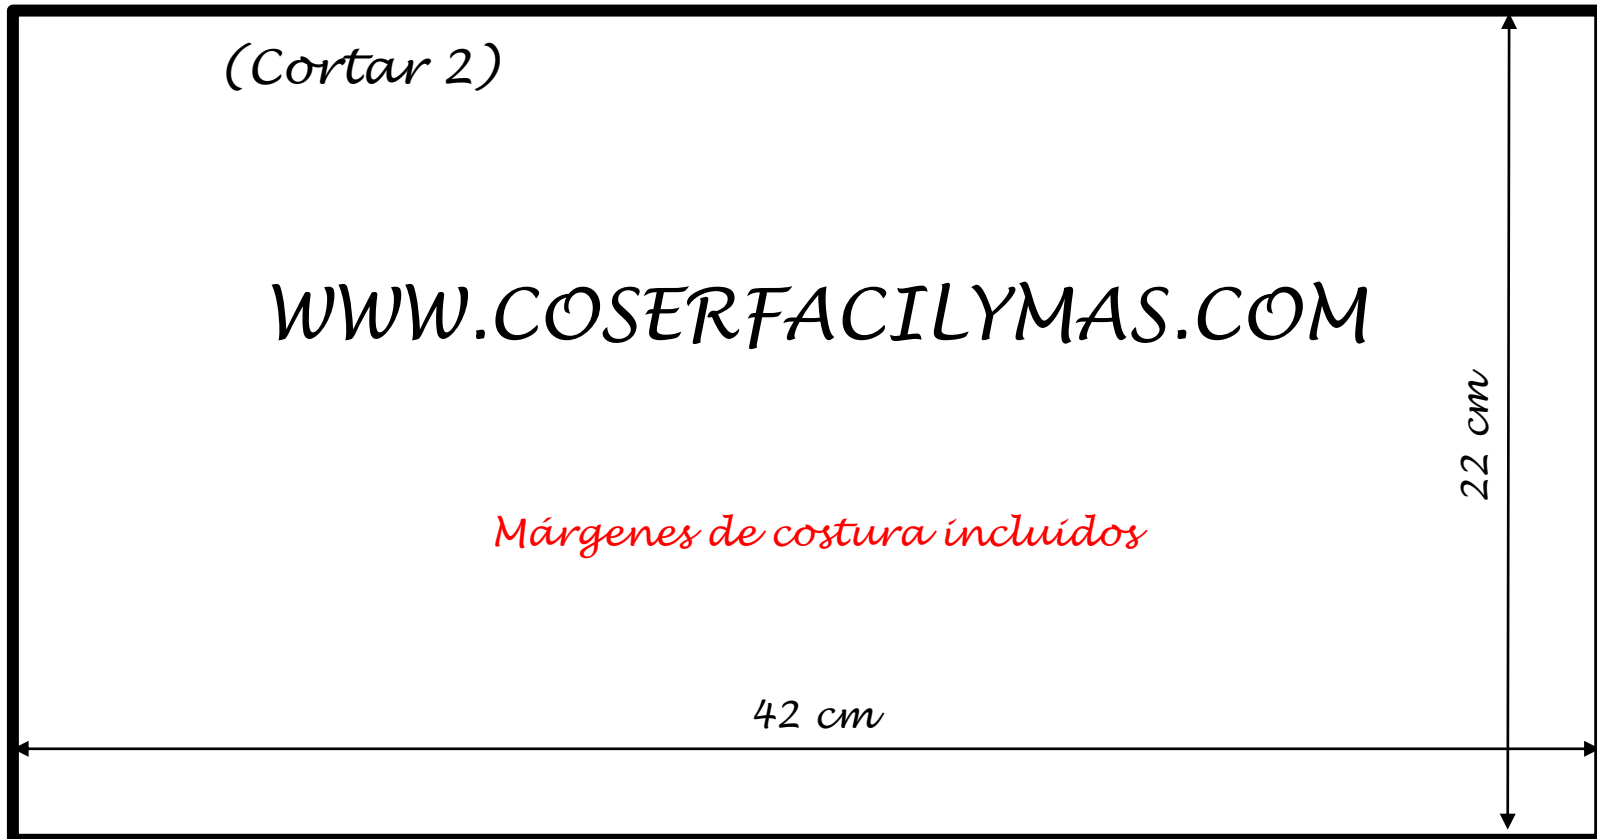 (Cortar 2)
WWW.COSERFACILYMAS.COM
22 cm
Márgenes de costura incluidos
42 cm